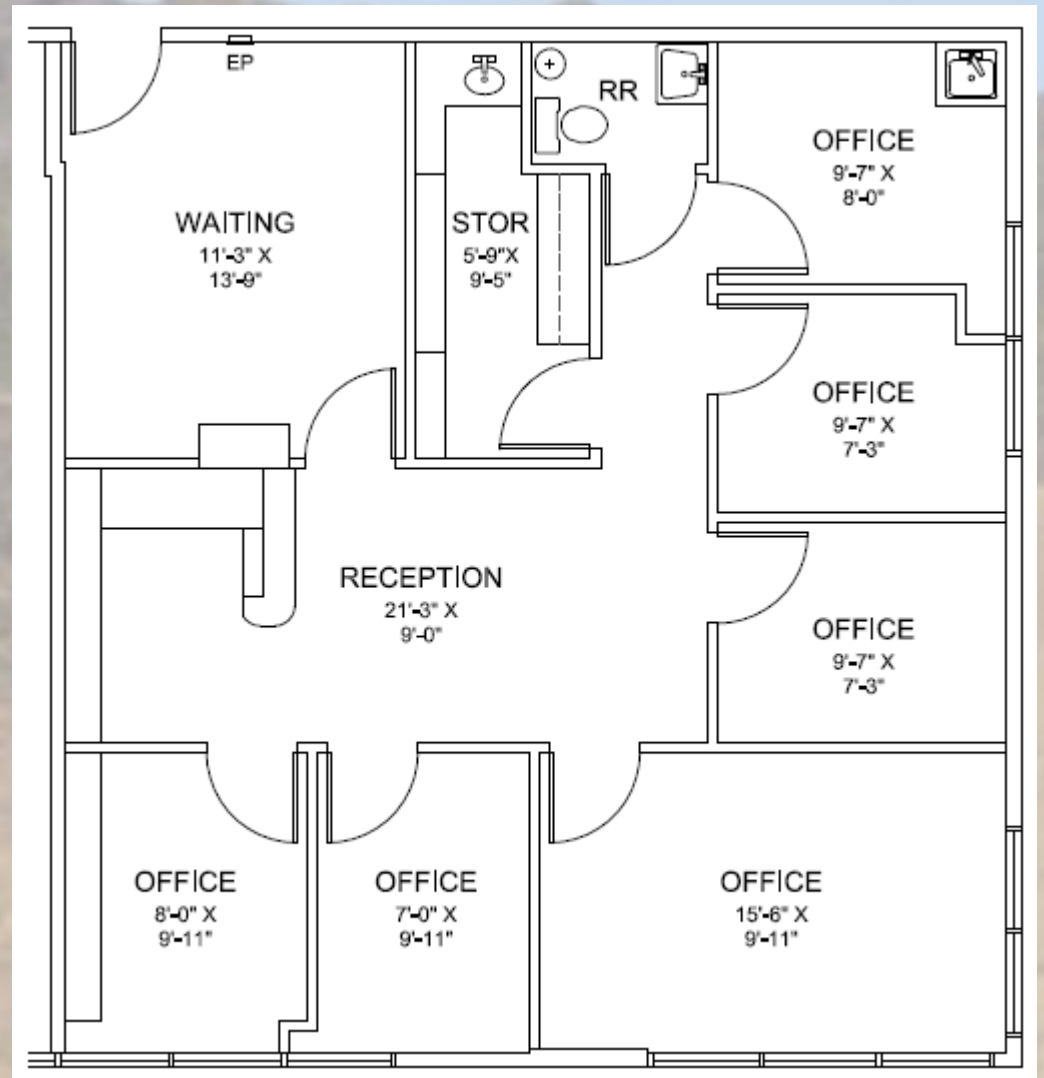 EP
RR
OFFICE
9'-7" X
8'-0"
WAITING
11'-3" X
13'-9"
STOR
5'-9"X
9'-5"
OFFICE
9'-7" X
7'-3"
RECEPTION
21'-3" X
9'-0"
OFFICE
9'-7" X
7'-3"
OFFICE
8'-0" X
9'-11"
OFFICE
7'-0" X
9'-11"
OFFICE
15'-6" X
9'-11"